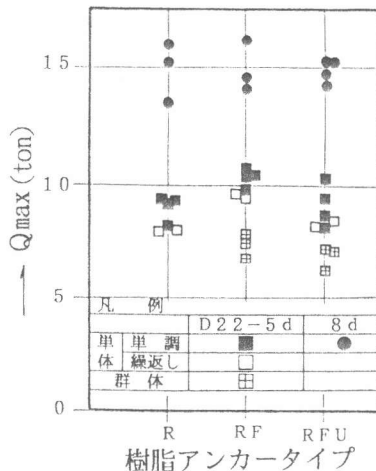 Qmax (ton)
15
10
5
凡 例
D22-5d 8d
単体 単調
繰返し
群体
0
R RF RFU
樹脂アンカータイプ